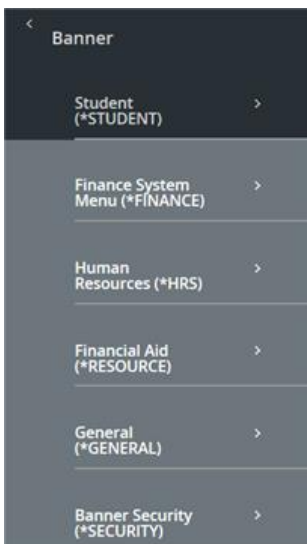 Banner
Student
(*STUDENT)
Finance System
Menu (*FINANCE)
Human
Resources (*HRS)
Financial Aid
(*RESOURCE)
General
(*GENERAL)
Banner Security
(*SECURITY)